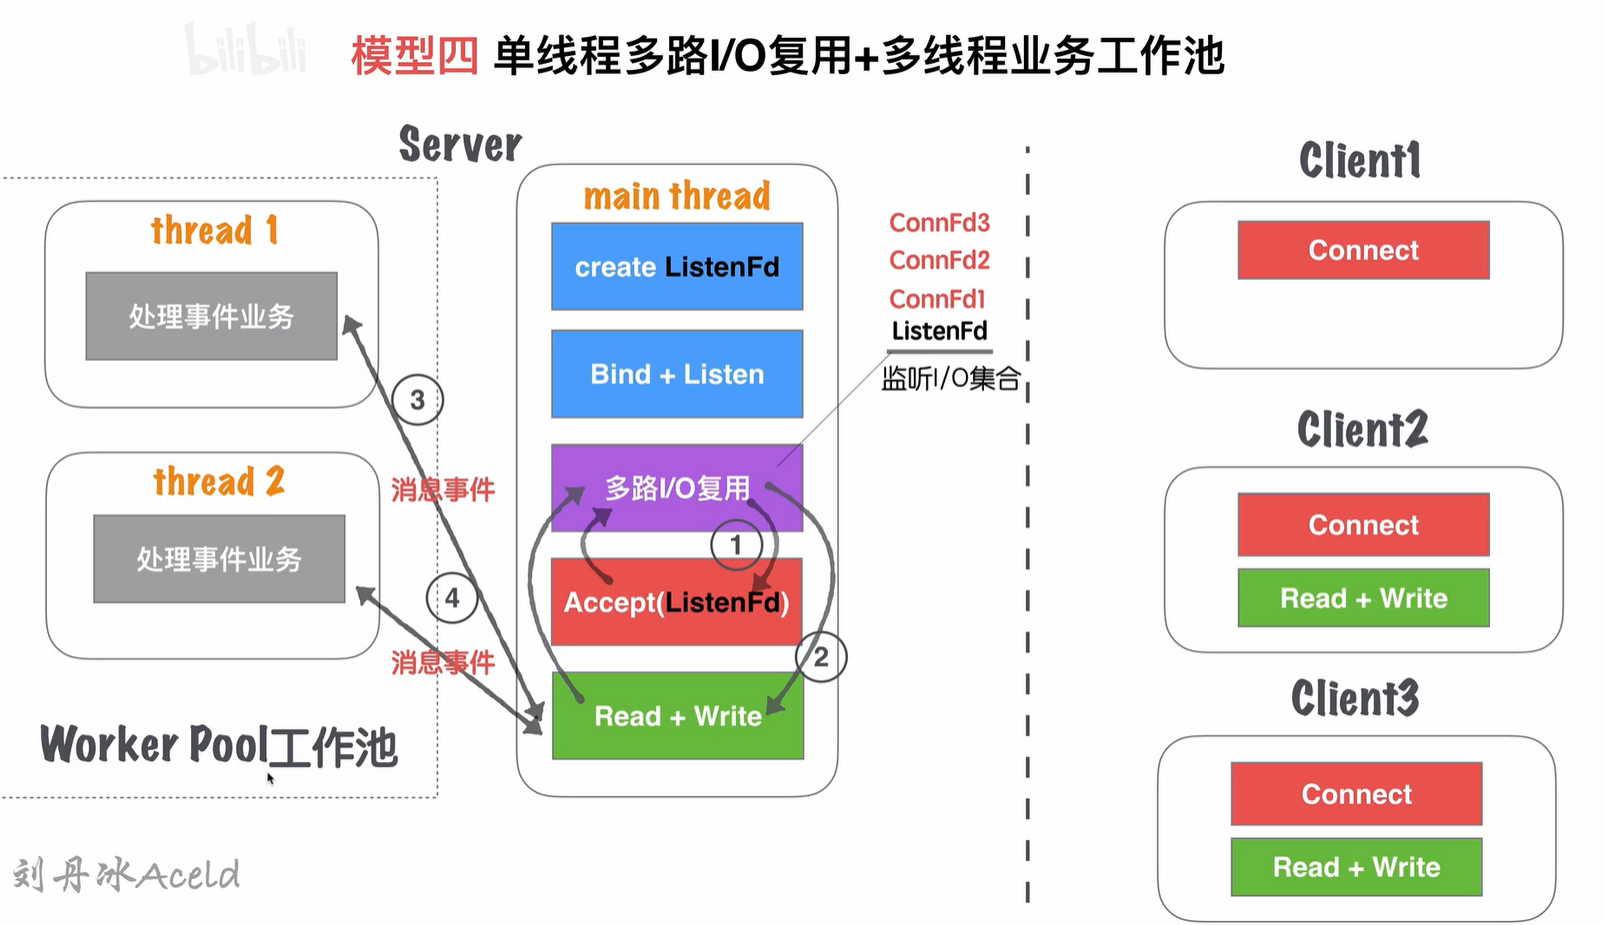 bilibili
模型四 单线程多路I/O复用+多线程业务工作池
Server
thread 1
处理事件业务
thread 2
处理事件业务
Worker Pool工作池
3
消息事件
4
消息事件
main thread
create ListenFd
Bind + Listen
多路I/O复用
1
Accept(ListenFd)
2
Read + Write
ConnFd3
ConnFd2
ConnFd1
ListenFd
监听I/O集合
Client1
Connect
Client2
Connect
Read + Write
Client3
Connect
Read + Write
刘丹冰Aceld